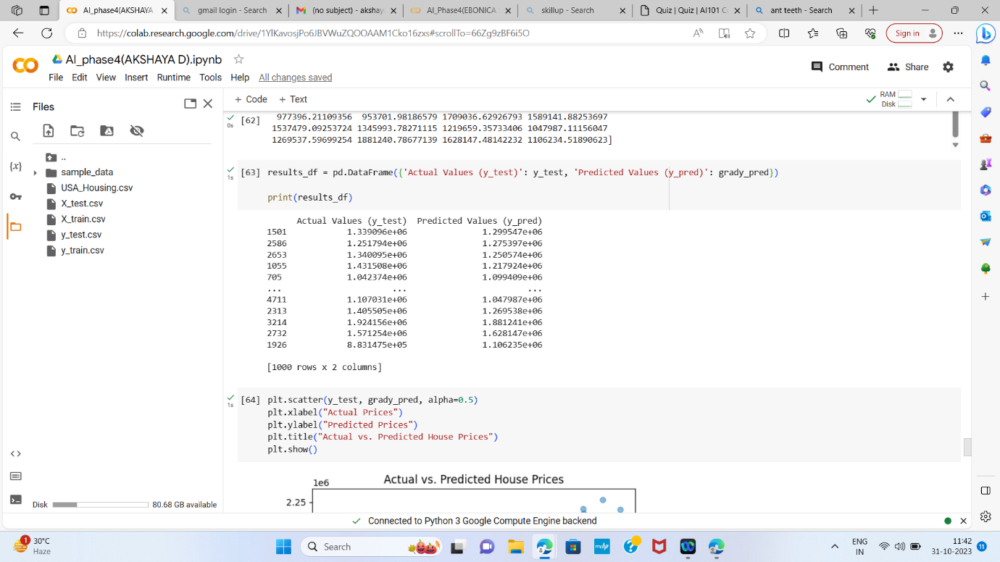 AI_phase4(AKSHAYA
gmail login - Search
(no subject) - akshay
AI_Phase4(EBONICA
skillup - Search
Quiz | Quiz | AI101 C
ant teeth - Search
https://colab.research.google.com/drive/1YlKavosjPo6JBVWuZQOOAAM1Cko16zxs#scrollTo=66Zg9zBF6i5O
Sign in
AI_phase4(AKSHAYA D).ipynb
File Edit View Insert Runtime Tools Help All changes saved
Comment
Share
Files
+ Code + Text
RAM
Disk
..
sample_data
USA_Housing.csv
X_test.csv
X_train.csv
y_test.csv
y_train.csv
Disk
80.68 GB available
0s
[62]
977396.21109356 953701.98186579 1709036.62926793 1589141.88253697
1537479.09253724 1345993.78271115 1219659.35733406 1047987.11156047
1269537.59699254 1881240.78677139 1628147.48142232 1106234.51890623]
1s
[63] results_df = pd.DataFrame({'Actual Values (y_test)': y_test, 'Predicted Values (y_pred)': grady_pred})
print(results_df)
Actual Values (y_test) Predicted Values (y_pred)
1501 1.339096e+06 1.299547e+06
2586 1.251794e+06 1.275397e+06
2653 1.340095e+06 1.250574e+06
1055 1.431508e+06 1.217924e+06
705 1.042374e+06 1.099409e+06
... ... ...
4711 1.107031e+06 1.047987e+06
2313 1.405505e+06 1.269538e+06
3214 1.924156e+06 1.881241e+06
2732 1.571254e+06 1.628147e+06
1926 8.831475e+05 1.106235e+06
[1000 rows x 2 columns]
1s
[64] plt.scatter(y_test, grady_pred, alpha=0.5)
plt.xlabel("Actual Prices")
plt.ylabel("Predicted Prices")
plt.title("Actual vs. Predicted House Prices")
plt.show()
1e6
Actual vs. Predicted House Prices
2.25
Connected to Python 3 Google Compute Engine backend
1
30°C
Haze
Search
ENG
IN
11:42
31-10-2023
11